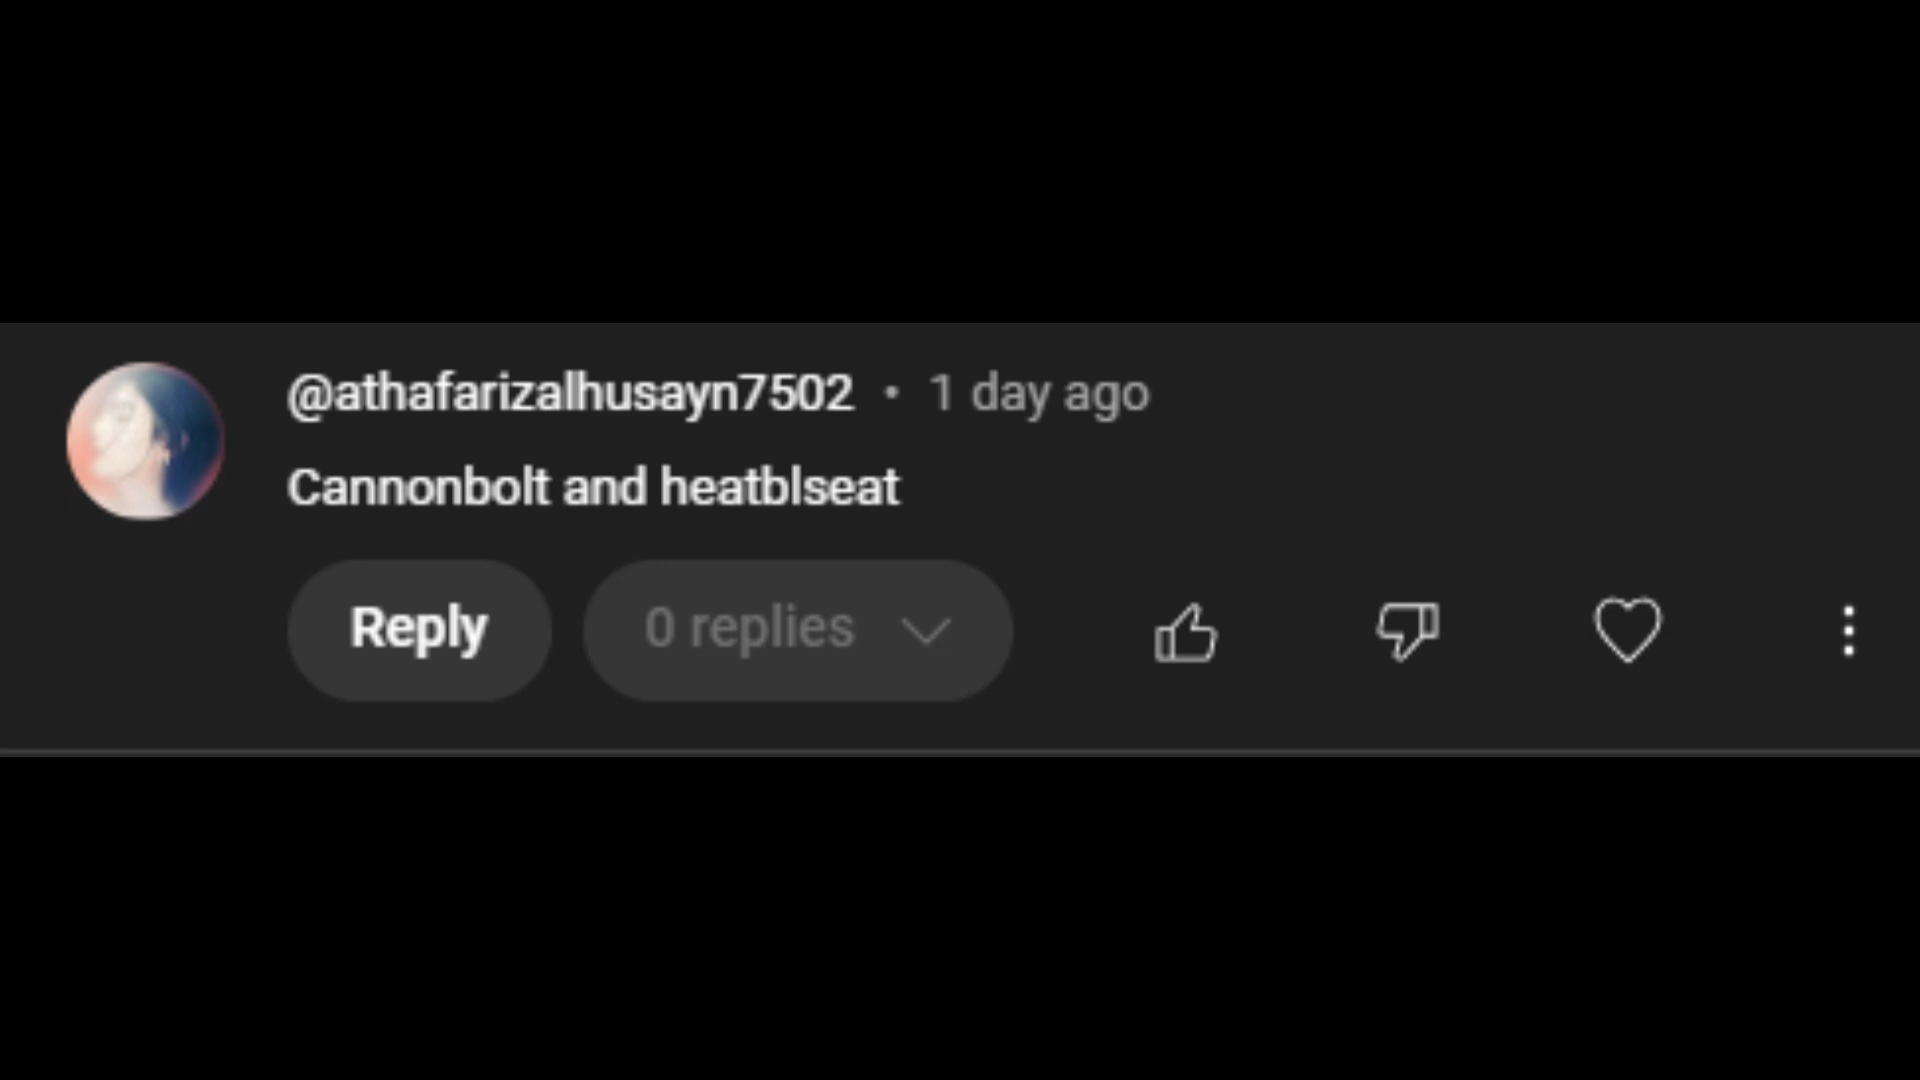 @athafarizalhusayn7502 • 1 day ago
Cannonbolt and heatblseat
Reply 0 replies